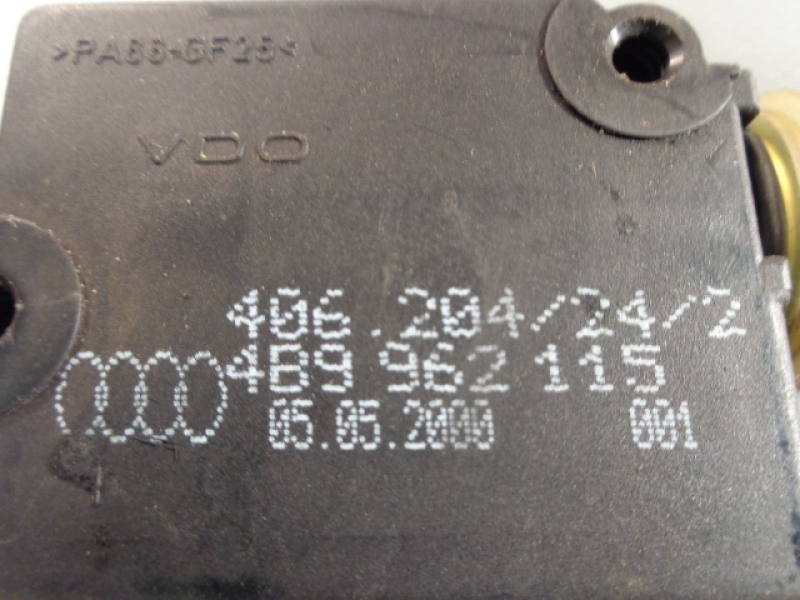 >PA66-GF25<
VDO
406.204/24/2
4B9 962 115
05.05.2000 001